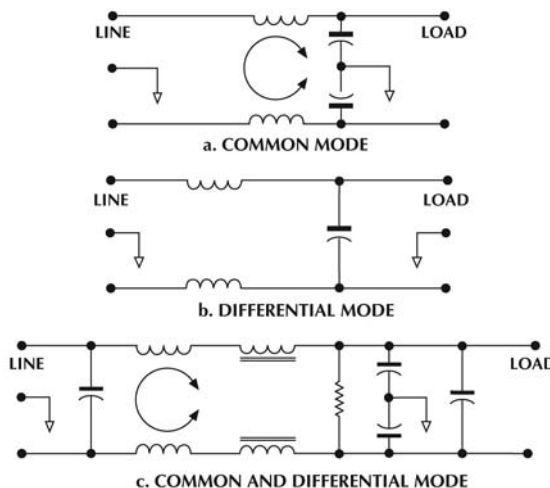 LINE LOAD
a. COMMON MODE
LINE LOAD
b. DIFFERENTIAL MODE
LINE LOAD
c. COMMON AND DIFFERENTIAL MODE